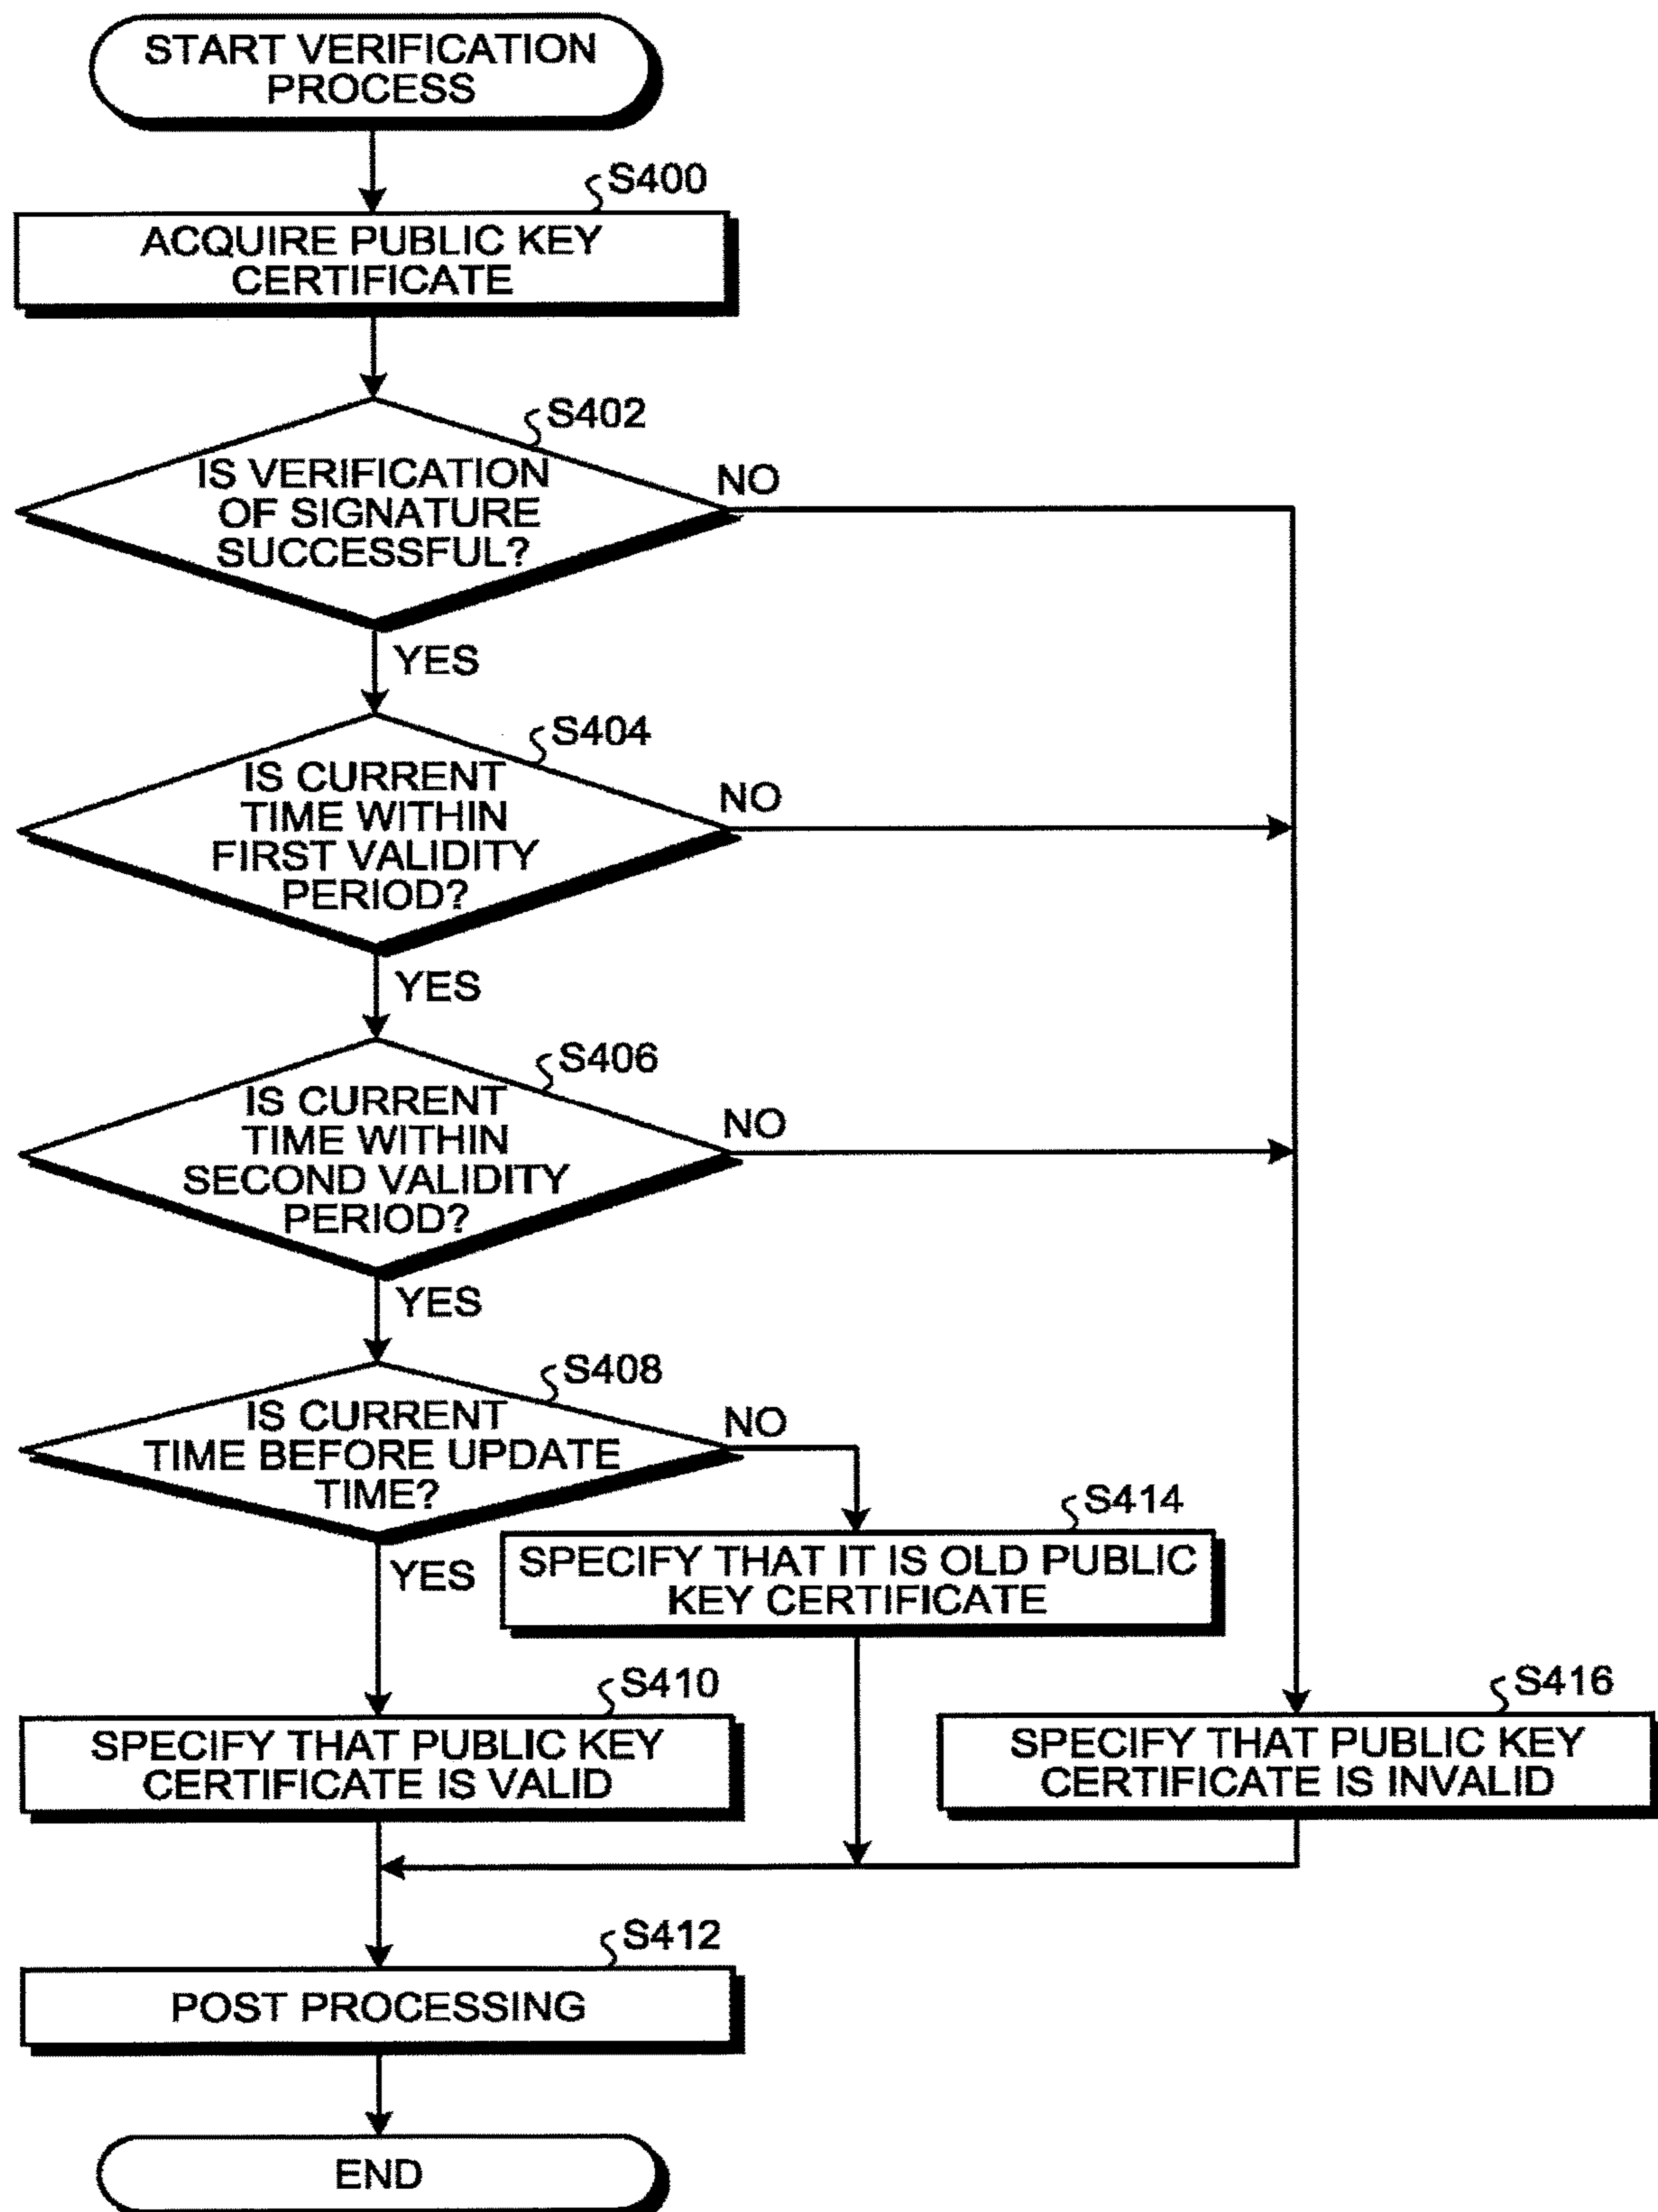 START VERIFICATION
PROCESS
S400
ACQUIRE PUBLIC KEY
CERTIFICATE
S402
IS VERIFICATION
OF SIGNATURE
SUCCESSFUL?
NO
YES
S404
IS CURRENT
TIME WITHIN
FIRST VALIDITY
PERIOD?
NO
YES
S406
IS CURRENT
TIME WITHIN
SECOND VALIDITY
PERIOD?
NO
YES
S408
IS CURRENT
TIME BEFORE UPDATE
TIME?
NO
YES
S414
SPECIFY THAT IT IS OLD PUBLIC
KEY CERTIFICATE
S410
SPECIFY THAT PUBLIC KEY
CERTIFICATE IS VALID
S416
SPECIFY THAT PUBLIC KEY
CERTIFICATE IS INVALID
S412
POST PROCESSING
END